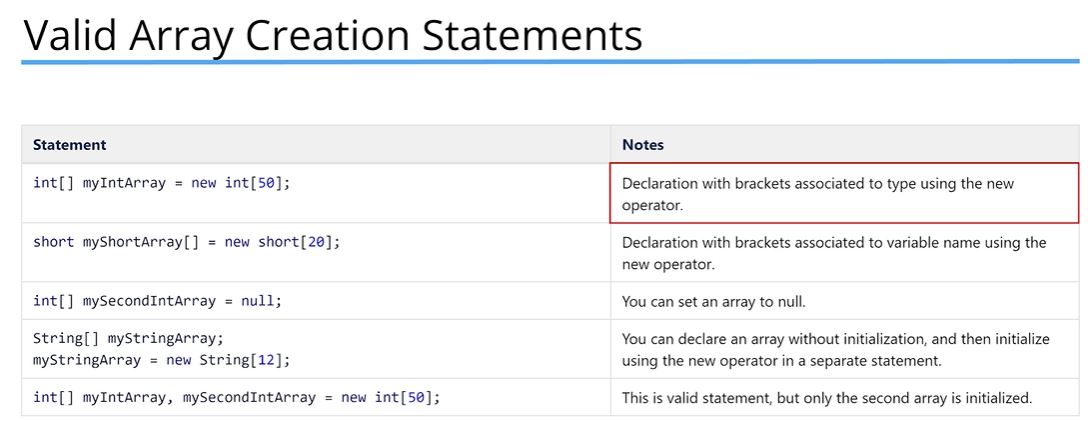 Valid Array Creation Statements
Statement
Notes
int[] myIntArray = new int[50];
Declaration with brackets associated to type using the new
operator.
short myShortArray[] = new short[20];
Declaration with brackets associated to variable name using the
new operator.
int[] mySecondIntArray = null;
You can set an array to null.
String[] myStringArray;
myStringArray = new String[12];
You can declare an array without initialization, and then initialize
using the new operator in a separate statement.
int[] myIntArray, mySecondIntArray = new int[50];
This is valid statement, but only the second array is initialized.